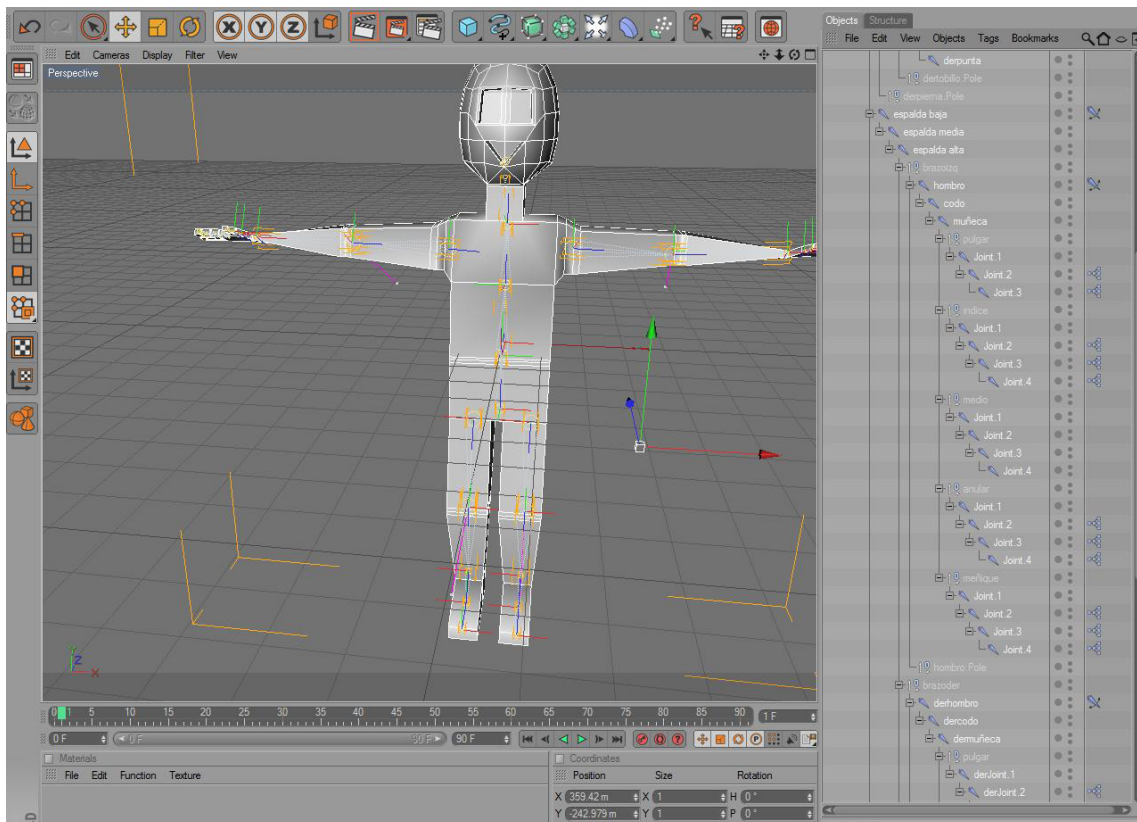 X Y Z
Objects Structure
File Edit View Objects Tags Bookmarks
Edit Cameras Display Filter View
Perspective
derpunta
dertobillo.Pole
derpierna.Pole
espalda baja
espalda media
espalda alta
brazoizq
hombro
codo
muñeca
pulgar
Joint.1
Joint.2
Joint.3
indice
Joint.1
Joint.2
Joint.3
Joint.4
medio
Joint.1
Joint.2
Joint.3
Joint.4
anular
Joint.1
Joint.2
Joint.3
Joint.4
meñique
Joint.1
Joint.2
Joint.3
Joint.4
hombro.Pole
brazoder
derhombro
dercodo
dermuñeca
pulgar
derJoint.1
derJoint.2
Y
Z
X
0 1 5 10 15 20 25 30 35 40 45 50 55 60 65 70 75 80 85 90 1 F
0 F 0 F 90 F 90 F
Materials
File Edit Function Texture
Coordinates
Position Size Rotation
X 359.42 m X 1 H 0 °
Y -242.979 m Y 1 P 0 °